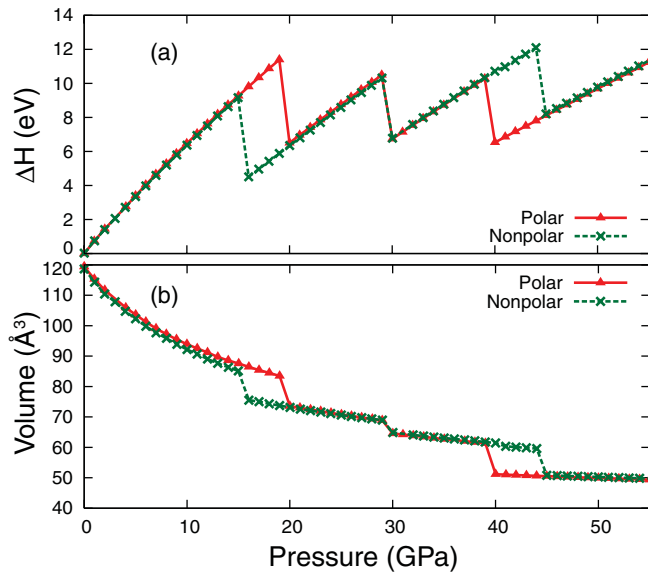 14
12
10
8
6
4
2
0
ΔH (eV)
(a)
Polar
Nonpolar
120
110
100
90
80
70
60
50
40
Volume (Å³)
(b)
Polar
Nonpolar
0 10 20 30 40 50
Pressure (GPa)